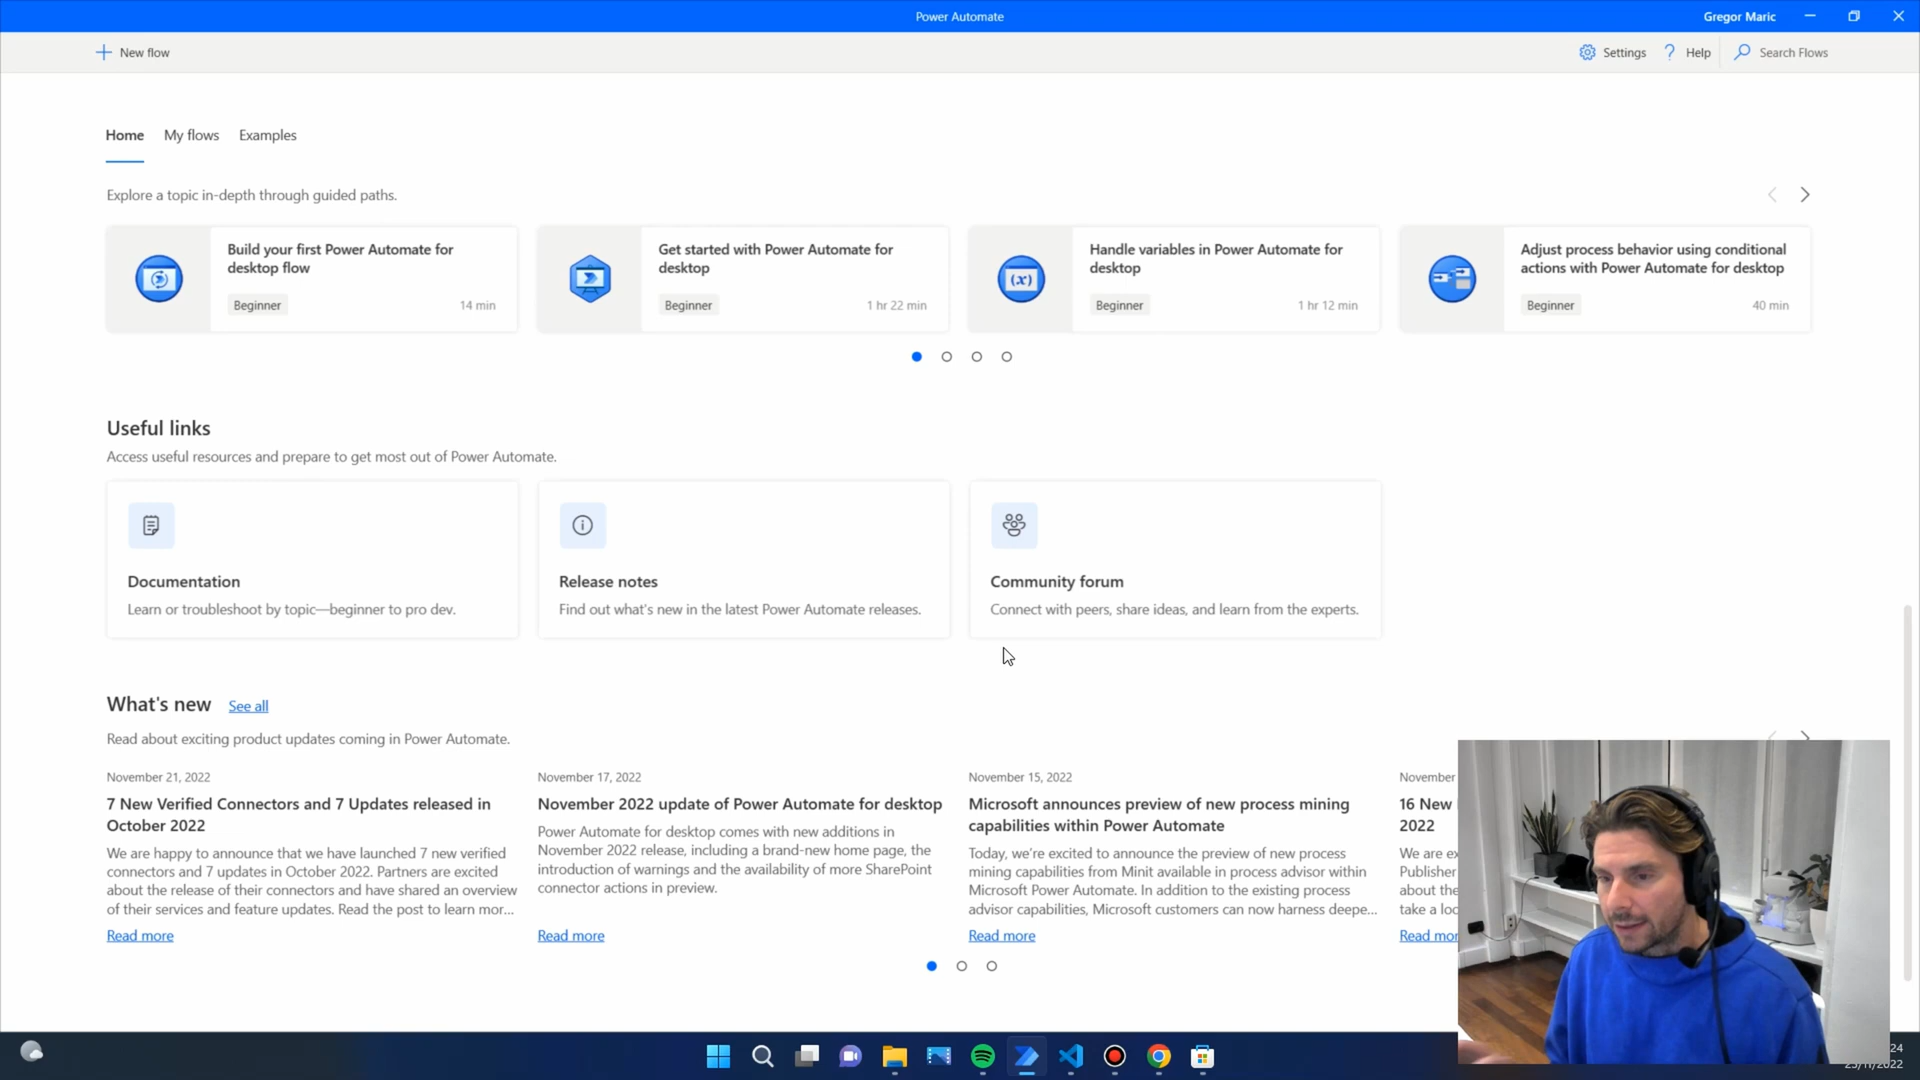 Power Automate
Gregor Maric
New flow
Settings
Help
Search Flows
Home
My flows
Examples
Explore a topic in-depth through guided paths.
Build your first Power Automate for
desktop flow
Beginner
14 min
Get started with Power Automate for
desktop
Beginner
1 hr 22 min
Handle variables in Power Automate for
desktop
Beginner
1 hr 12 min
Adjust process behavior using conditional
actions with Power Automate for desktop
Beginner
40 min
Useful links
Access useful resources and prepare to get most out of Power Automate.
Documentation
Learn or troubleshoot by topic—beginner to pro dev.
Release notes
Find out what's new in the latest Power Automate releases.
Community forum
Connect with peers, share ideas, and learn from the experts.
What's new
See all
Read about exciting product updates coming in Power Automate.
November 21, 2022
7 New Verified Connectors and 7 Updates released in
October 2022
We are happy to announce that we have launched 7 new verified
connectors and 7 updates in October 2022. Partners are excited
about the release of their connectors and have shared an overview
of their services and feature updates. Read the post to learn mor...
Read more
November 17, 2022
November 2022 update of Power Automate for desktop
Power Automate for desktop comes with new additions in
November 2022 release, including a brand-new home page, the
introduction of warnings and the availability of more SharePoint
connector actions in preview.
Read more
November 15, 2022
Microsoft announces preview of new process mining
capabilities within Power Automate
Today, we're excited to announce the preview of new process
mining capabilities from Minit available in process advisor within
Microsoft Power Automate. In addition to the existing process
advisor capabilities, Microsoft customers can now harness deepe...
Read more
November
16 New
2022
We are ex
Publisher
about the
take a loc
Read mor
24